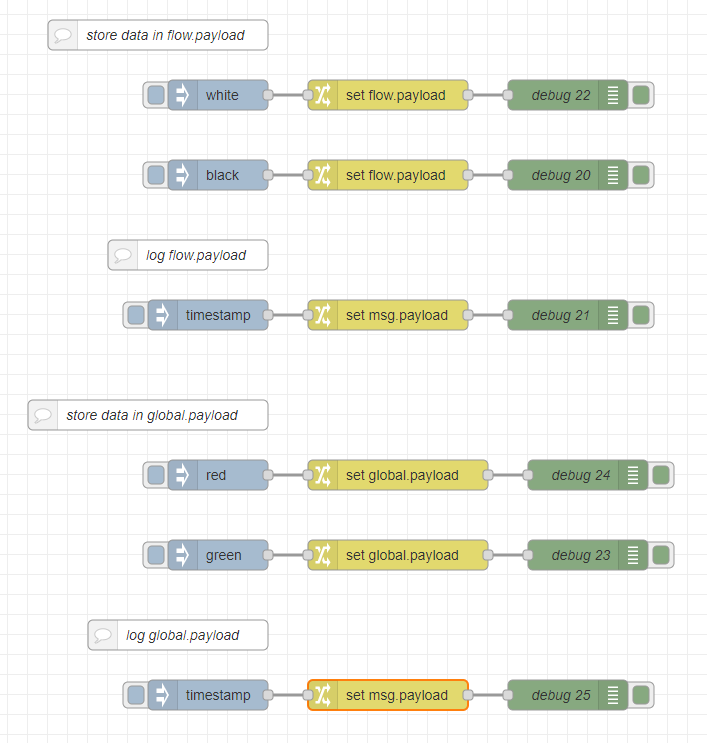 store data in flow.payload
white set flow.payload debug 22
black set flow.payload debug 20
log flow.payload
timestamp set msg.payload debug 21
store data in global.payload
red set global.payload debug 24
green set global.payload debug 23
log global.payload
timestamp set msg.payload debug 25